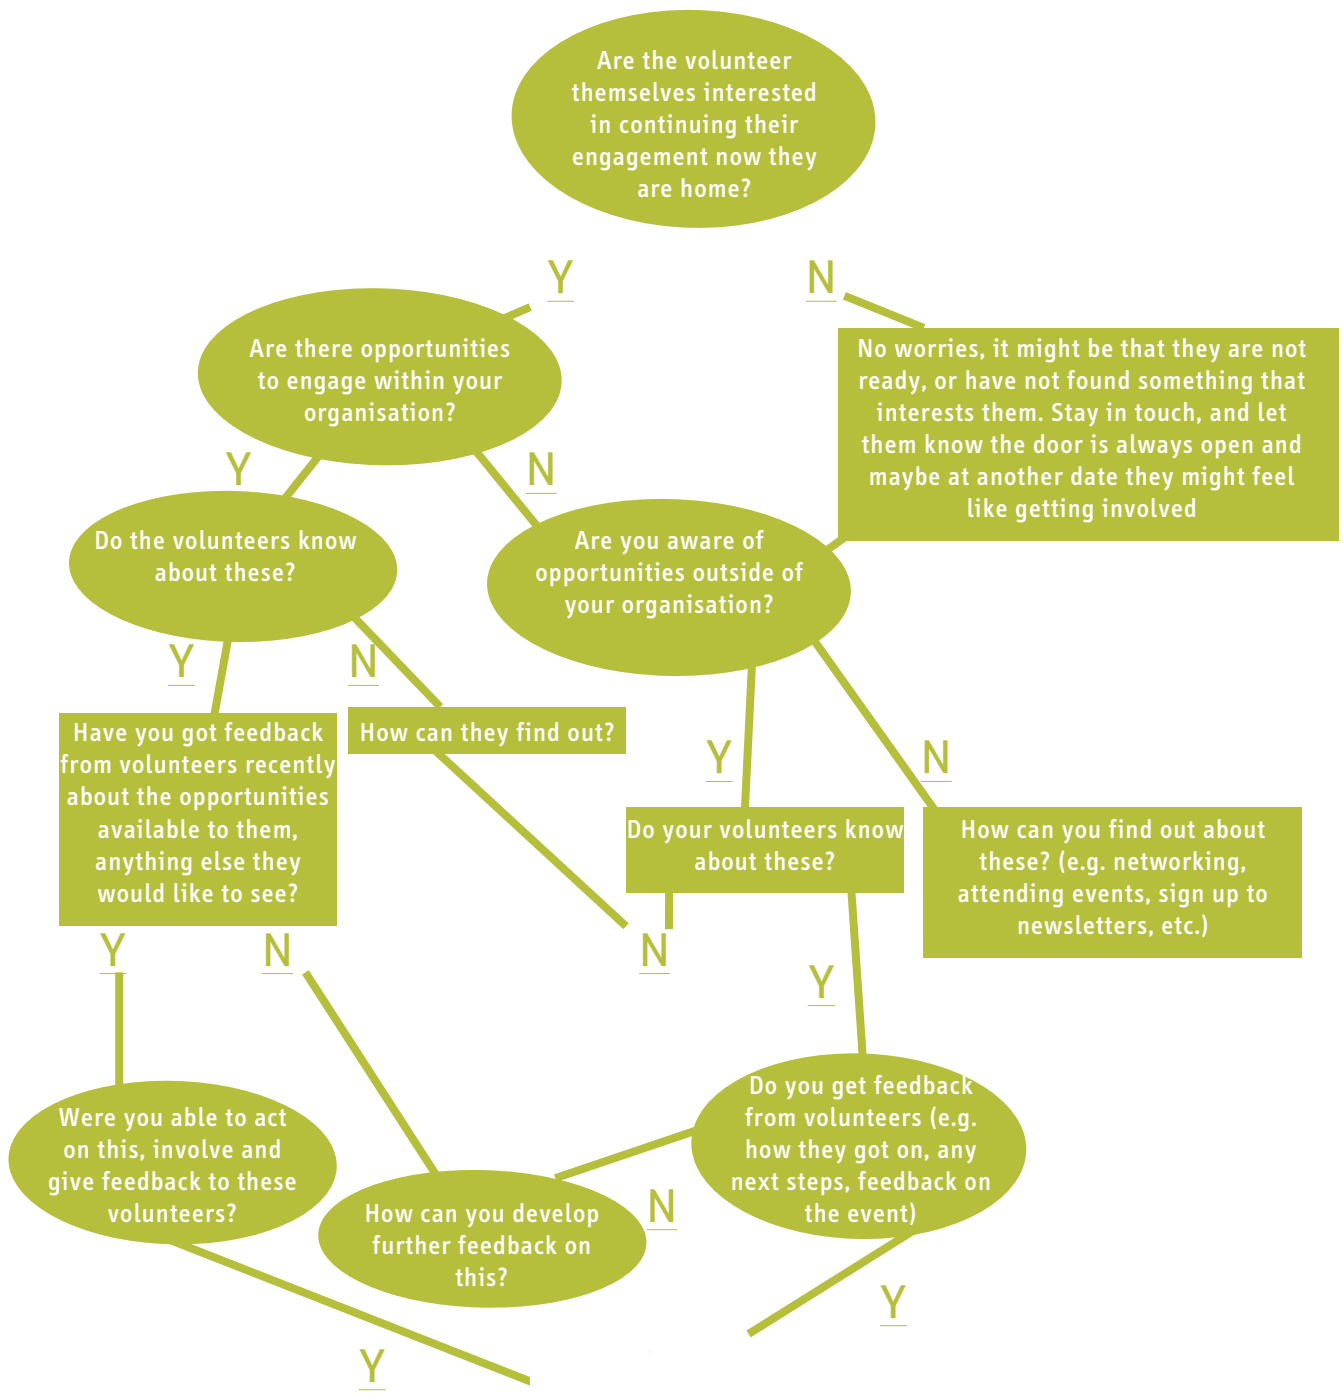 Are the volunteer
themselves interested
in continuing their
engagement now they
are home?
Y
N
Are there opportunities
to engage within your
organisation?
No worries, it might be that they are not
ready, or have not found something that
interests them. Stay in touch, and let
them know the door is always open and
maybe at another date they might feel
like getting involved
Y
N
Do the volunteers know
about these?
Are you aware of
opportunities outside of
your organisation?
Y
N
Have you got feedback
from volunteers recently
about the opportunities
available to them,
anything else they
would like to see?
How can they find out?
Y
N
Do your volunteers know
about these?
How can you find out about
these? (e.g. networking,
attending events, sign up to
newsletters, etc.)
Y
N
N
Y
Were you able to act
on this, involve and
give feedback to these
volunteers?
How can you develop
further feedback on
this?
N
Do you get feedback
from volunteers (e.g.
how they got on, any
next steps, feedback on
the event)
Y
Y